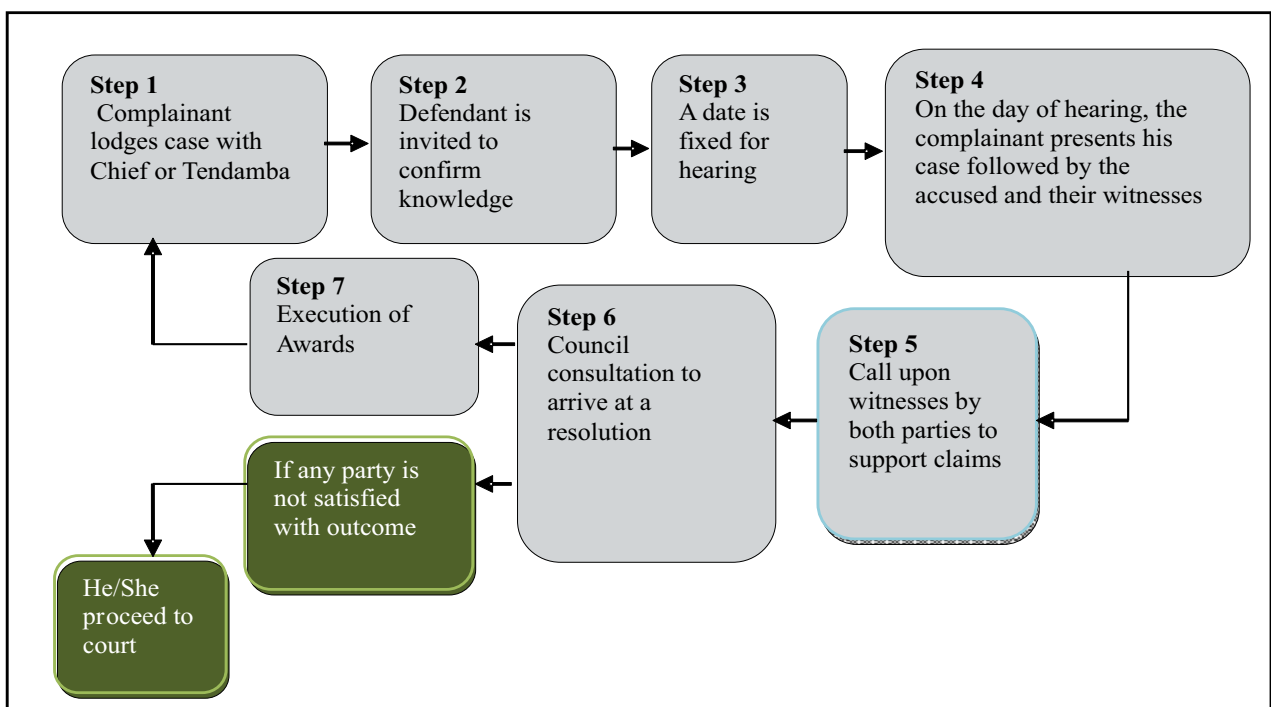 Step 1
Complainant
lodges case with
Chief or Tendamba
Step 2
Defendant is
invited to
confirm
knowledge
Step 3
A date is
fixed for
hearing
Step 4
On the day of hearing, the
complainant presents his
case followed by the
accused and their witnesses
Step 5
Call upon
witnesses by
both parties to
support claims
Step 6
Council
consultation to
arrive at a
resolution
Step 7
Execution of
Awards
If any party is
not satisfied
with outcome
He/She
proceed to
court